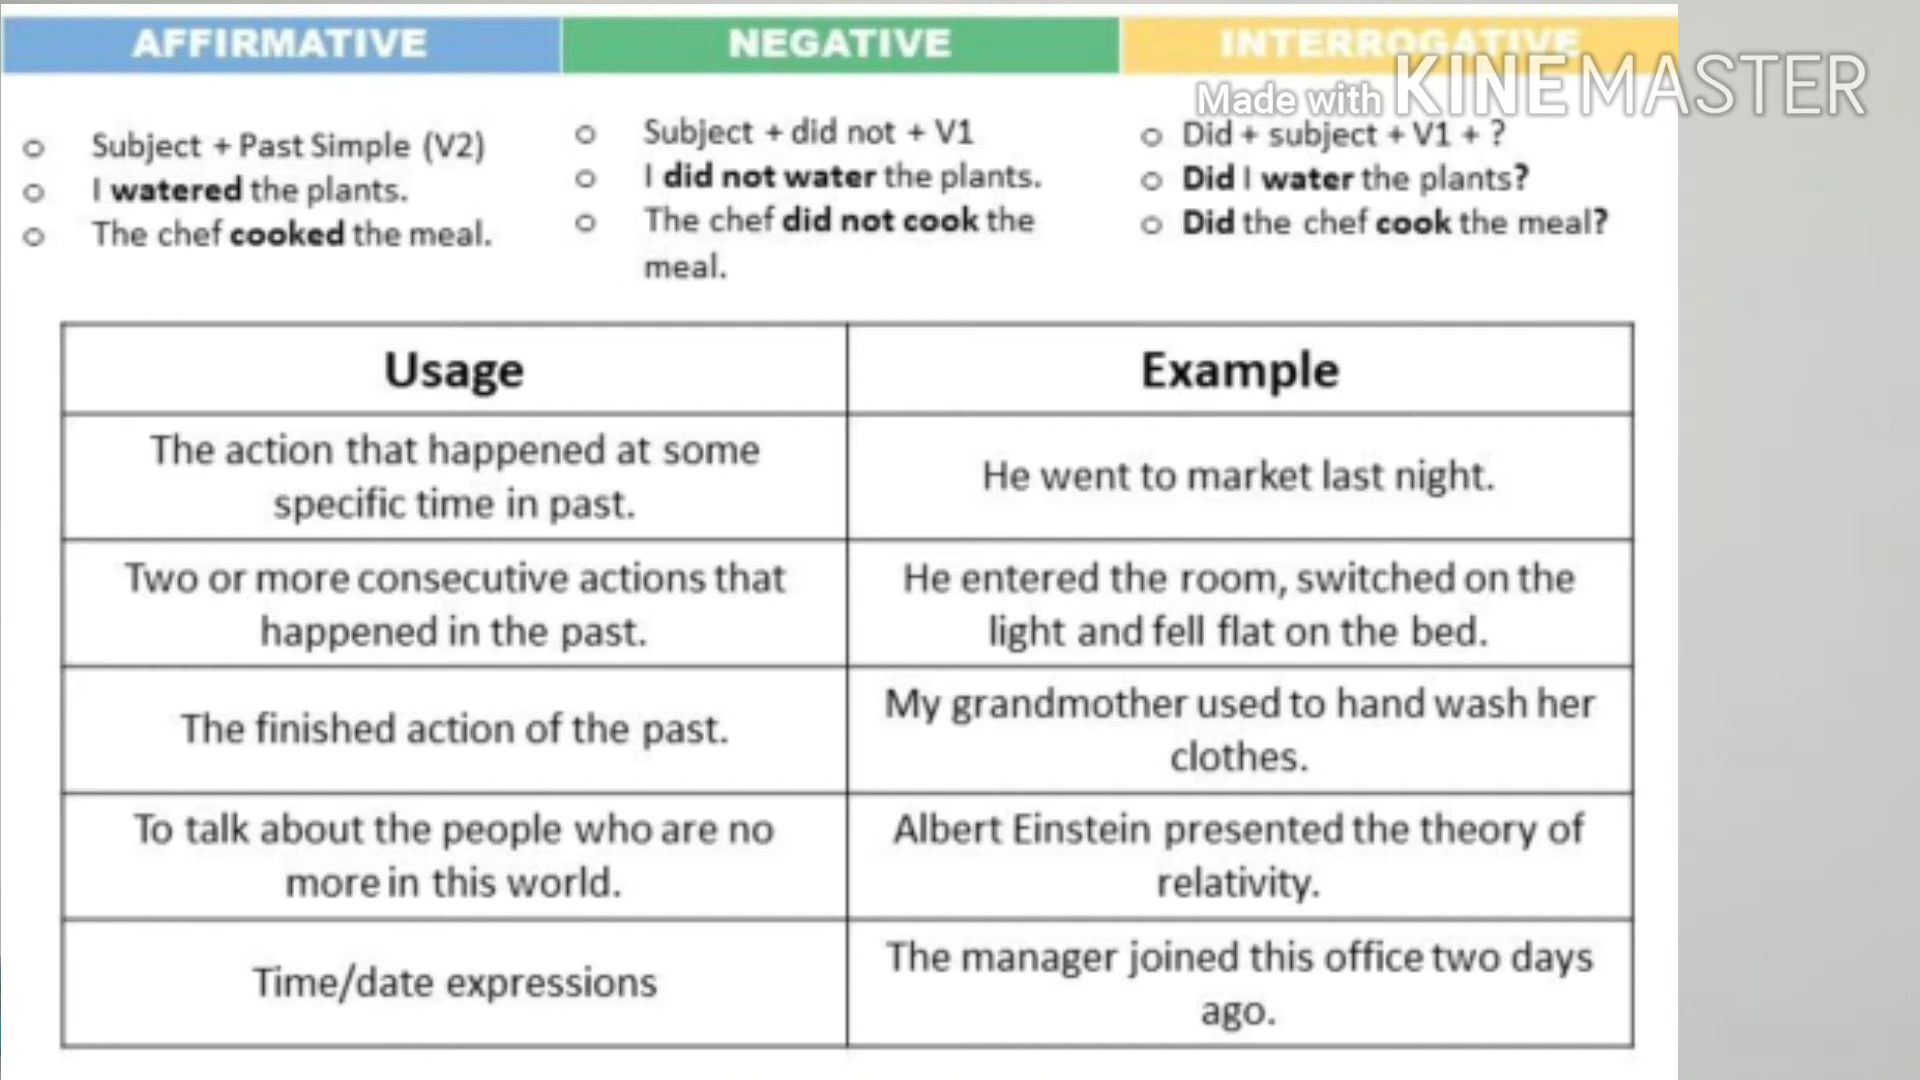 AFFIRMATIVE
NEGATIVE
INTERROGATIVE
Made with KINEMASTER
Subject + Past Simple (V2)
I watered the plants.
The chef cooked the meal.
Subject + did not + V1
I did not water the plants.
The chef did not cook the
meal.
Did + subject + V1 + ?
Did I water the plants?
Did the chef cook the meal?
Usage
Example
The action that happened at some
specific time in past.
He went to market last night.
Two or more consecutive actions that
happened in the past.
He entered the room, switched on the
light and fell flat on the bed.
The finished action of the past.
My grandmother used to hand wash her
clothes.
To talk about the people who are no
more in this world.
Albert Einstein presented the theory of
relativity.
Time/date expressions
The manager joined this office two days
ago.